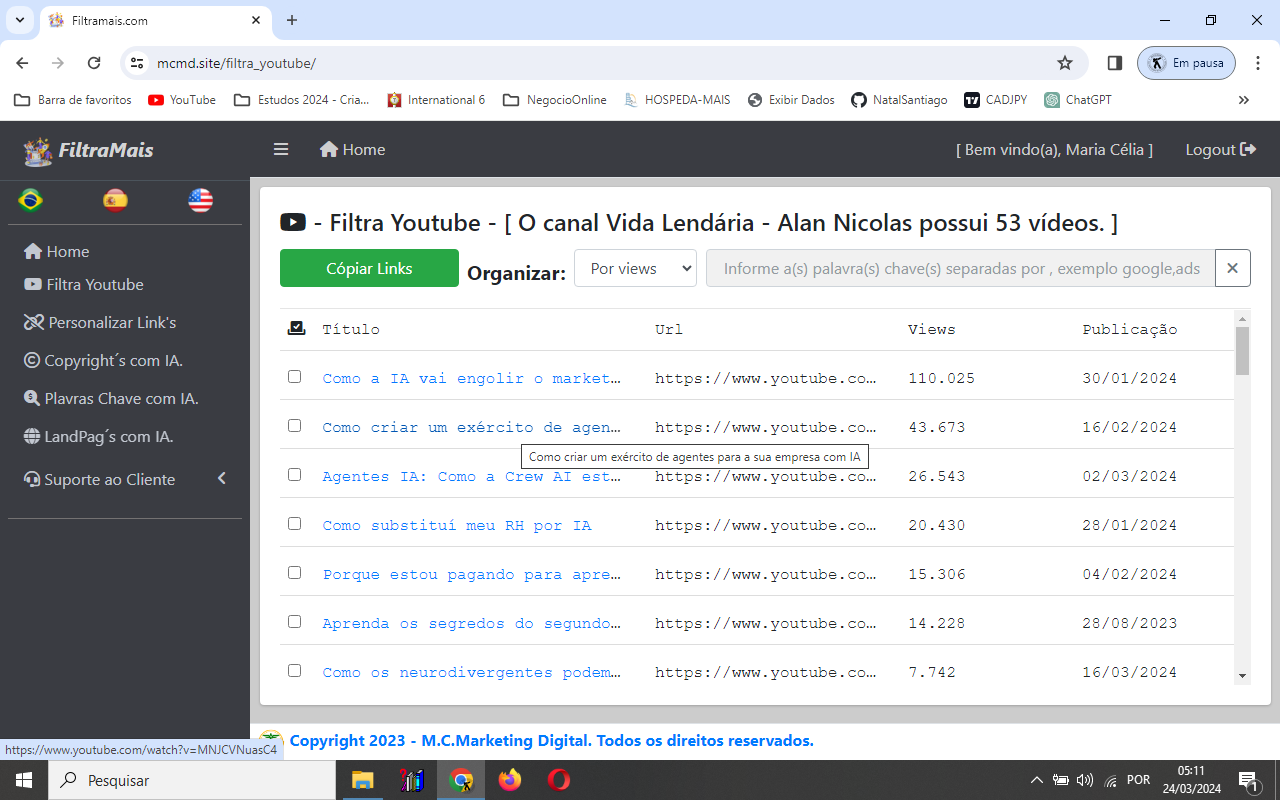 Filtramais.com
mcmd.site/filtra_youtube/
Em pausa
Barra de favoritos YouTube Estudos 2024 - Cria... International 6 NegocioOnline HOSPEDA-MAIS Exibir Dados NatalSantiago CADJPY ChatGPT
FiltraMais
Home
[ Bem vindo(a), Maria Célia ]
Logout
Home
Filtra Youtube
Personalizar Link's
Copyright´s com IA.
Plavras Chave com IA.
LandPag´s com IA.
Suporte ao Cliente
- Filtra Youtube - [ O canal Vida Lendária - Alan Nicolas possui 53 vídeos. ]
Cópiar Links Organizar: Por views Informe a(s) palavra(s) chave(s) separadas por , exemplo google,ads
Título Url Views Publicação
Como a IA vai engolir o market… https://www.youtube.co… 110.025 30/01/2024
Como criar um exército de agen… https://www.youtube.co… 43.673 16/02/2024
Como criar um exército de agentes para a sua empresa com IA
Agentes IA: Como a Crew AI est… https://www.youtube.co… 26.543 02/03/2024
Como substituí meu RH por IA https://www.youtube.co… 20.430 28/01/2024
Porque estou pagando para apre… https://www.youtube.co… 15.306 04/02/2024
Aprenda os segredos do segundo… https://www.youtube.co… 14.228 28/08/2023
Como os neurodivergentes podem… https://www.youtube.co… 7.742 16/03/2024
Copyright 2023 - M.C.Marketing Digital. Todos os direitos reservados.
https://www.youtube.com/watch?v=MNJCVNuasC4
Pesquisar
POR
05:11
24/03/2024
1